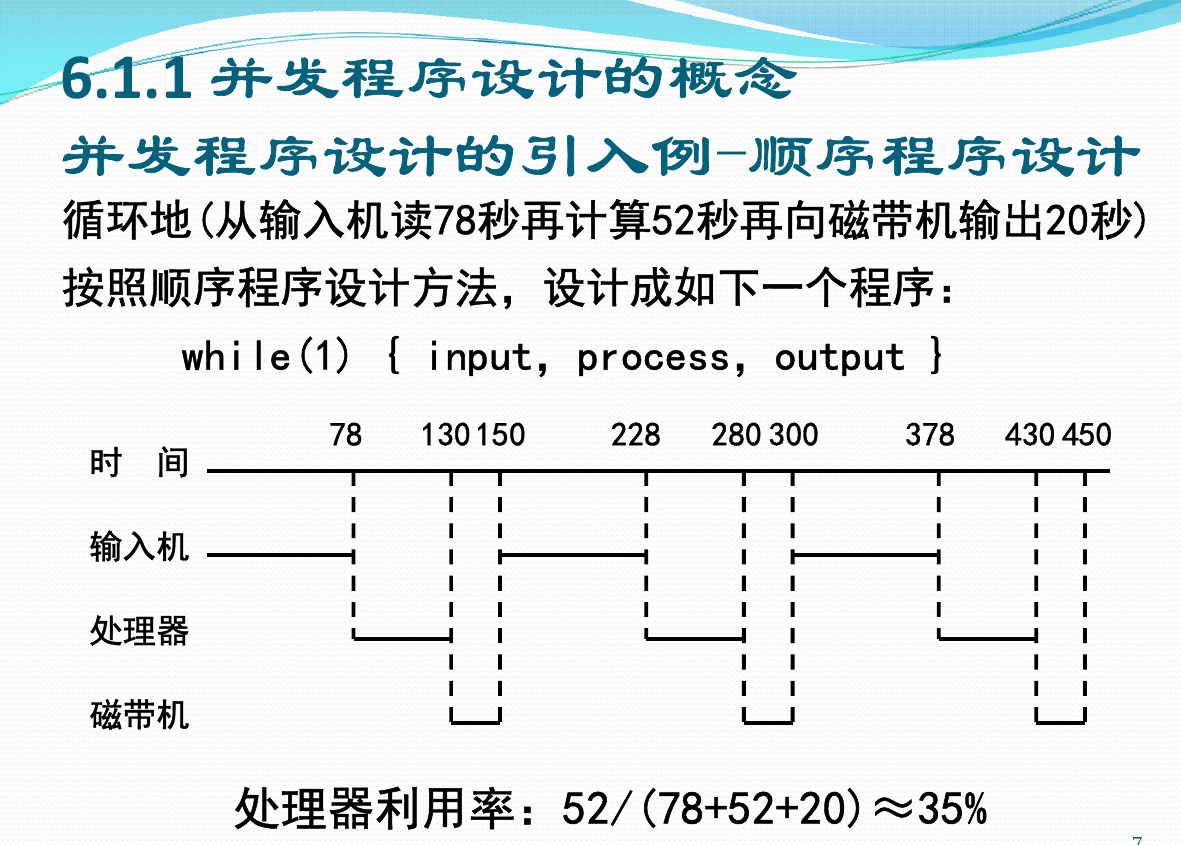 6.1.1 并发程序设计的概念
并发程序设计的引入例-顺序程序设计
循环地(从输入机读78秒再计算52秒再向磁带机输出20秒)
按照顺序程序设计方法，设计成如下一个程序：
while(1) { input, process, output }
78 130 150 228 280 300 378 430 450
时 间
输入机
处理器
磁带机
处理器利用率：52/(78+52+20)≈35%
7